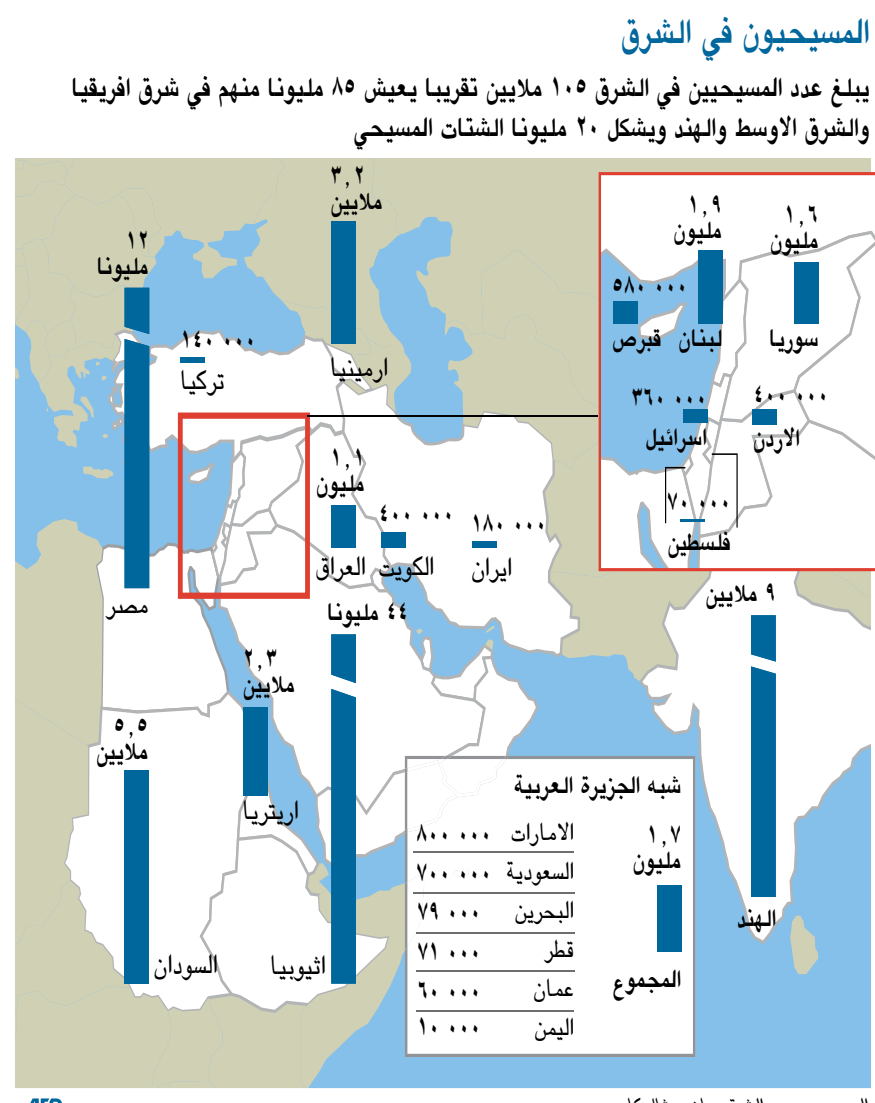 المسيحيون في الشرق
يبلغ عدد المسيحيين في الشرق ١٠٥ ملايين تقريبا يعيش ٨٥ مليونا منهم في شرق افريقيا
والشرق الاوسط والهند ويشكل ٢٠ مليونا الشتات المسيحي
١,٦
مليون
سوريا
١,٩
مليون
لبنان
٥٨٠ ٠٠٠
قبرص
٣٦٠ ٠٠٠
اسرائيل
٤٠٠ ٠٠٠
الاردن
٧٠ ٠٠٠
فلسطين
٣,٢
ملايين
ارمينيا
١٢
مليونا
مصر
١٤٠ ٠٠٠
تركيا
١,١
مليون
العراق
٤٠٠ ٠٠٠
الكويت
١٨٠ ٠٠٠
ايران
٩ ملايين
الهند
٤٤ مليونا
اثيوبيا
٢,٣
ملايين
اريتريا
٥,٥
ملايين
السودان
شبه الجزيرة العربية
١,٧
مليون
المجموع
الامارات ٨٠٠ ٠٠٠
السعودية ٧٠٠ ٠٠٠
البحرين ٧٩ ٠٠٠
قطر ٧١ ٠٠٠
عمان ٦٠ ٠٠٠
اليمن ١٠ ٠٠٠